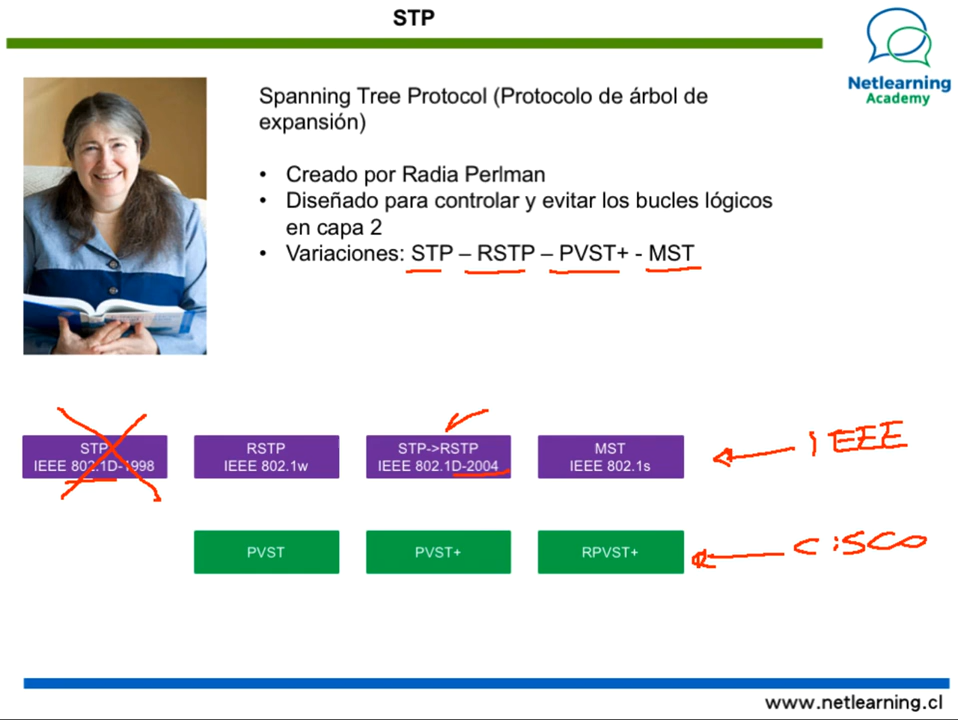 STP
Netlearning
Academy
Spanning Tree Protocol (Protocolo de árbol de
expansión)
• Creado por Radia Perlman
• Diseñado para controlar y evitar los bucles lógicos
en capa 2
• Variaciones: STP – RSTP – PVST+ - MST
STP
IEEE 802.1D-1998
RSTP
IEEE 802.1w
STP->RSTP
IEEE 802.1D-2004
MST
IEEE 802.1s
IEEE
PVST
PVST+
RPVST+
CiSCO
www.netlearning.cl